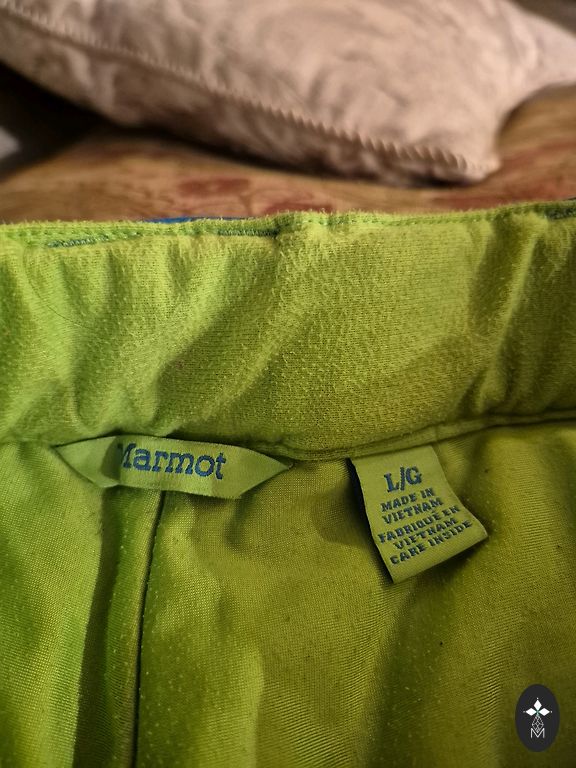 Marmot
L/G
MADE IN
VIETNAM
FABRIQUÉ EN
VIETNAM
CARE INSIDE
M